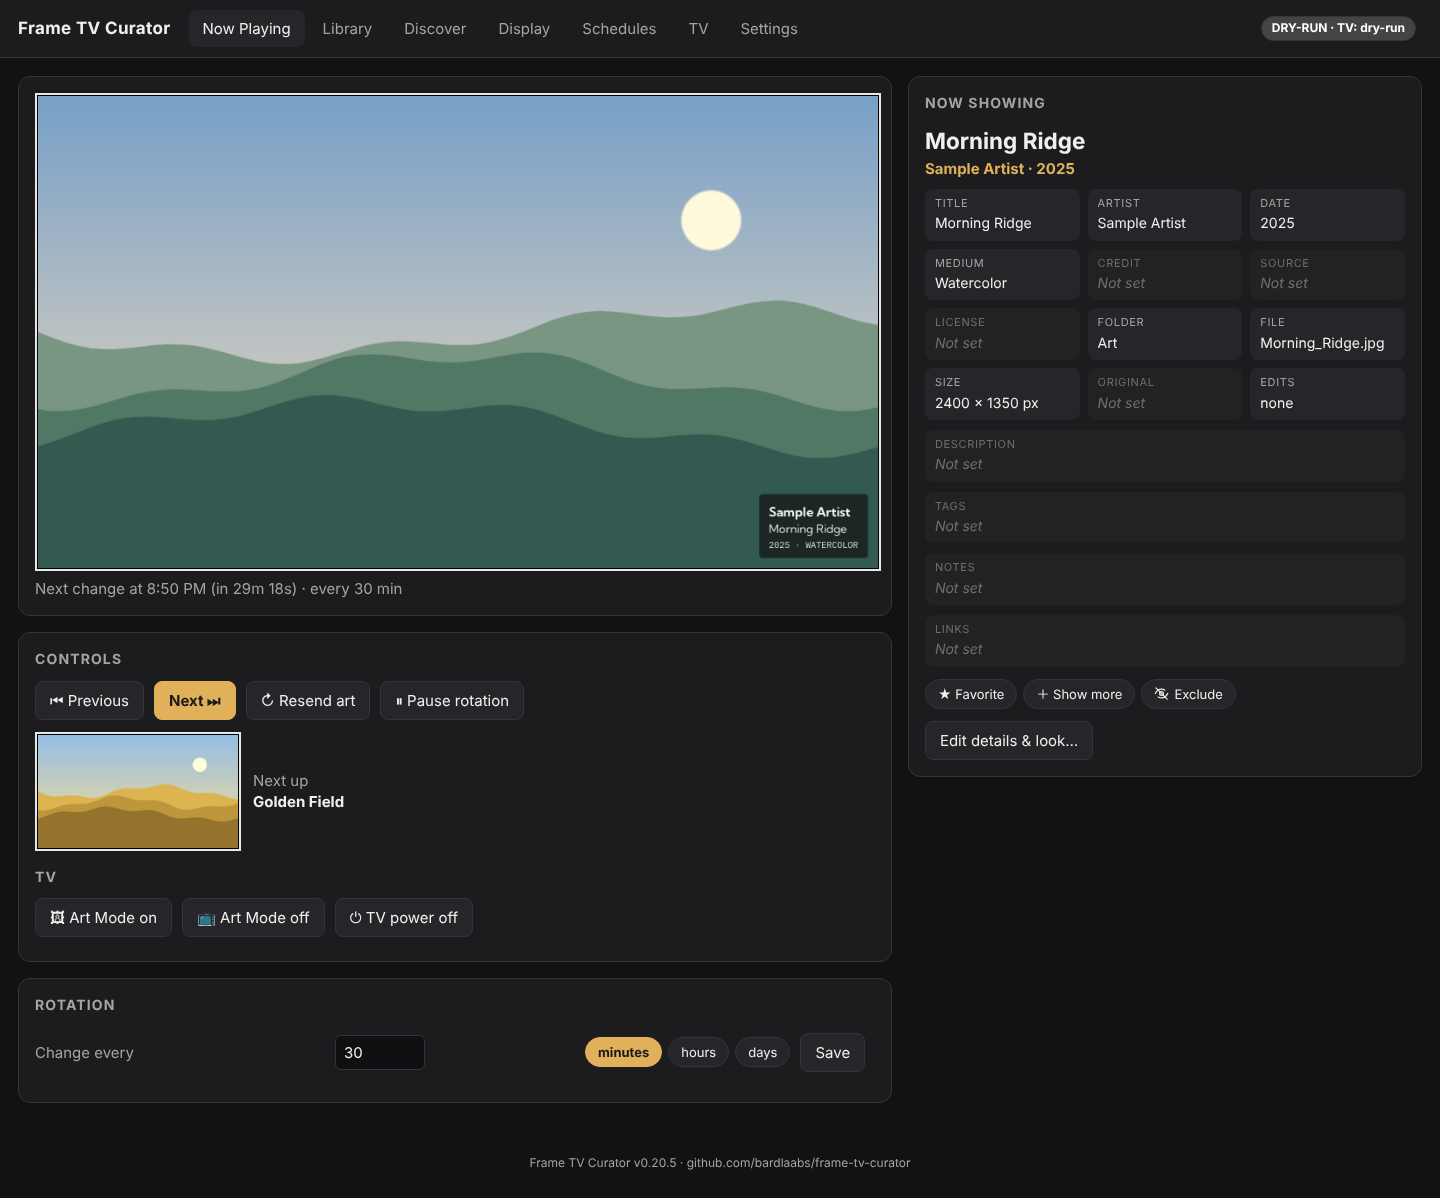 Frame TV Curator
Now Playing
Library
Discover
Display
Schedules
TV
Settings
DRY-RUN · TV: dry-run
Sample Artist
Morning Ridge
2025 · WATERCOLOR
Next change at 8:50 PM (in 29m 18s) · every 30 min
CONTROLS
⏮ Previous
Next ⏭
↻ Resend art
⏸ Pause rotation
Next up
Golden Field
TV
🖼 Art Mode on
📺 Art Mode off
⏻ TV power off
ROTATION
Change every
30
minutes
hours
days
Save
NOW SHOWING
Morning Ridge
Sample Artist · 2025
TITLE
Morning Ridge
ARTIST
Sample Artist
DATE
2025
MEDIUM
Watercolor
CREDIT
Not set
SOURCE
Not set
LICENSE
Not set
FOLDER
Art
FILE
Morning_Ridge.jpg
SIZE
2400 × 1350 px
ORIGINAL
Not set
EDITS
none
DESCRIPTION
Not set
TAGS
Not set
NOTES
Not set
LINKS
Not set
★ Favorite
+ Show more
Exclude
Edit details & look…
Frame TV Curator v0.20.5 · github.com/bardlaabs/frame-tv-curator